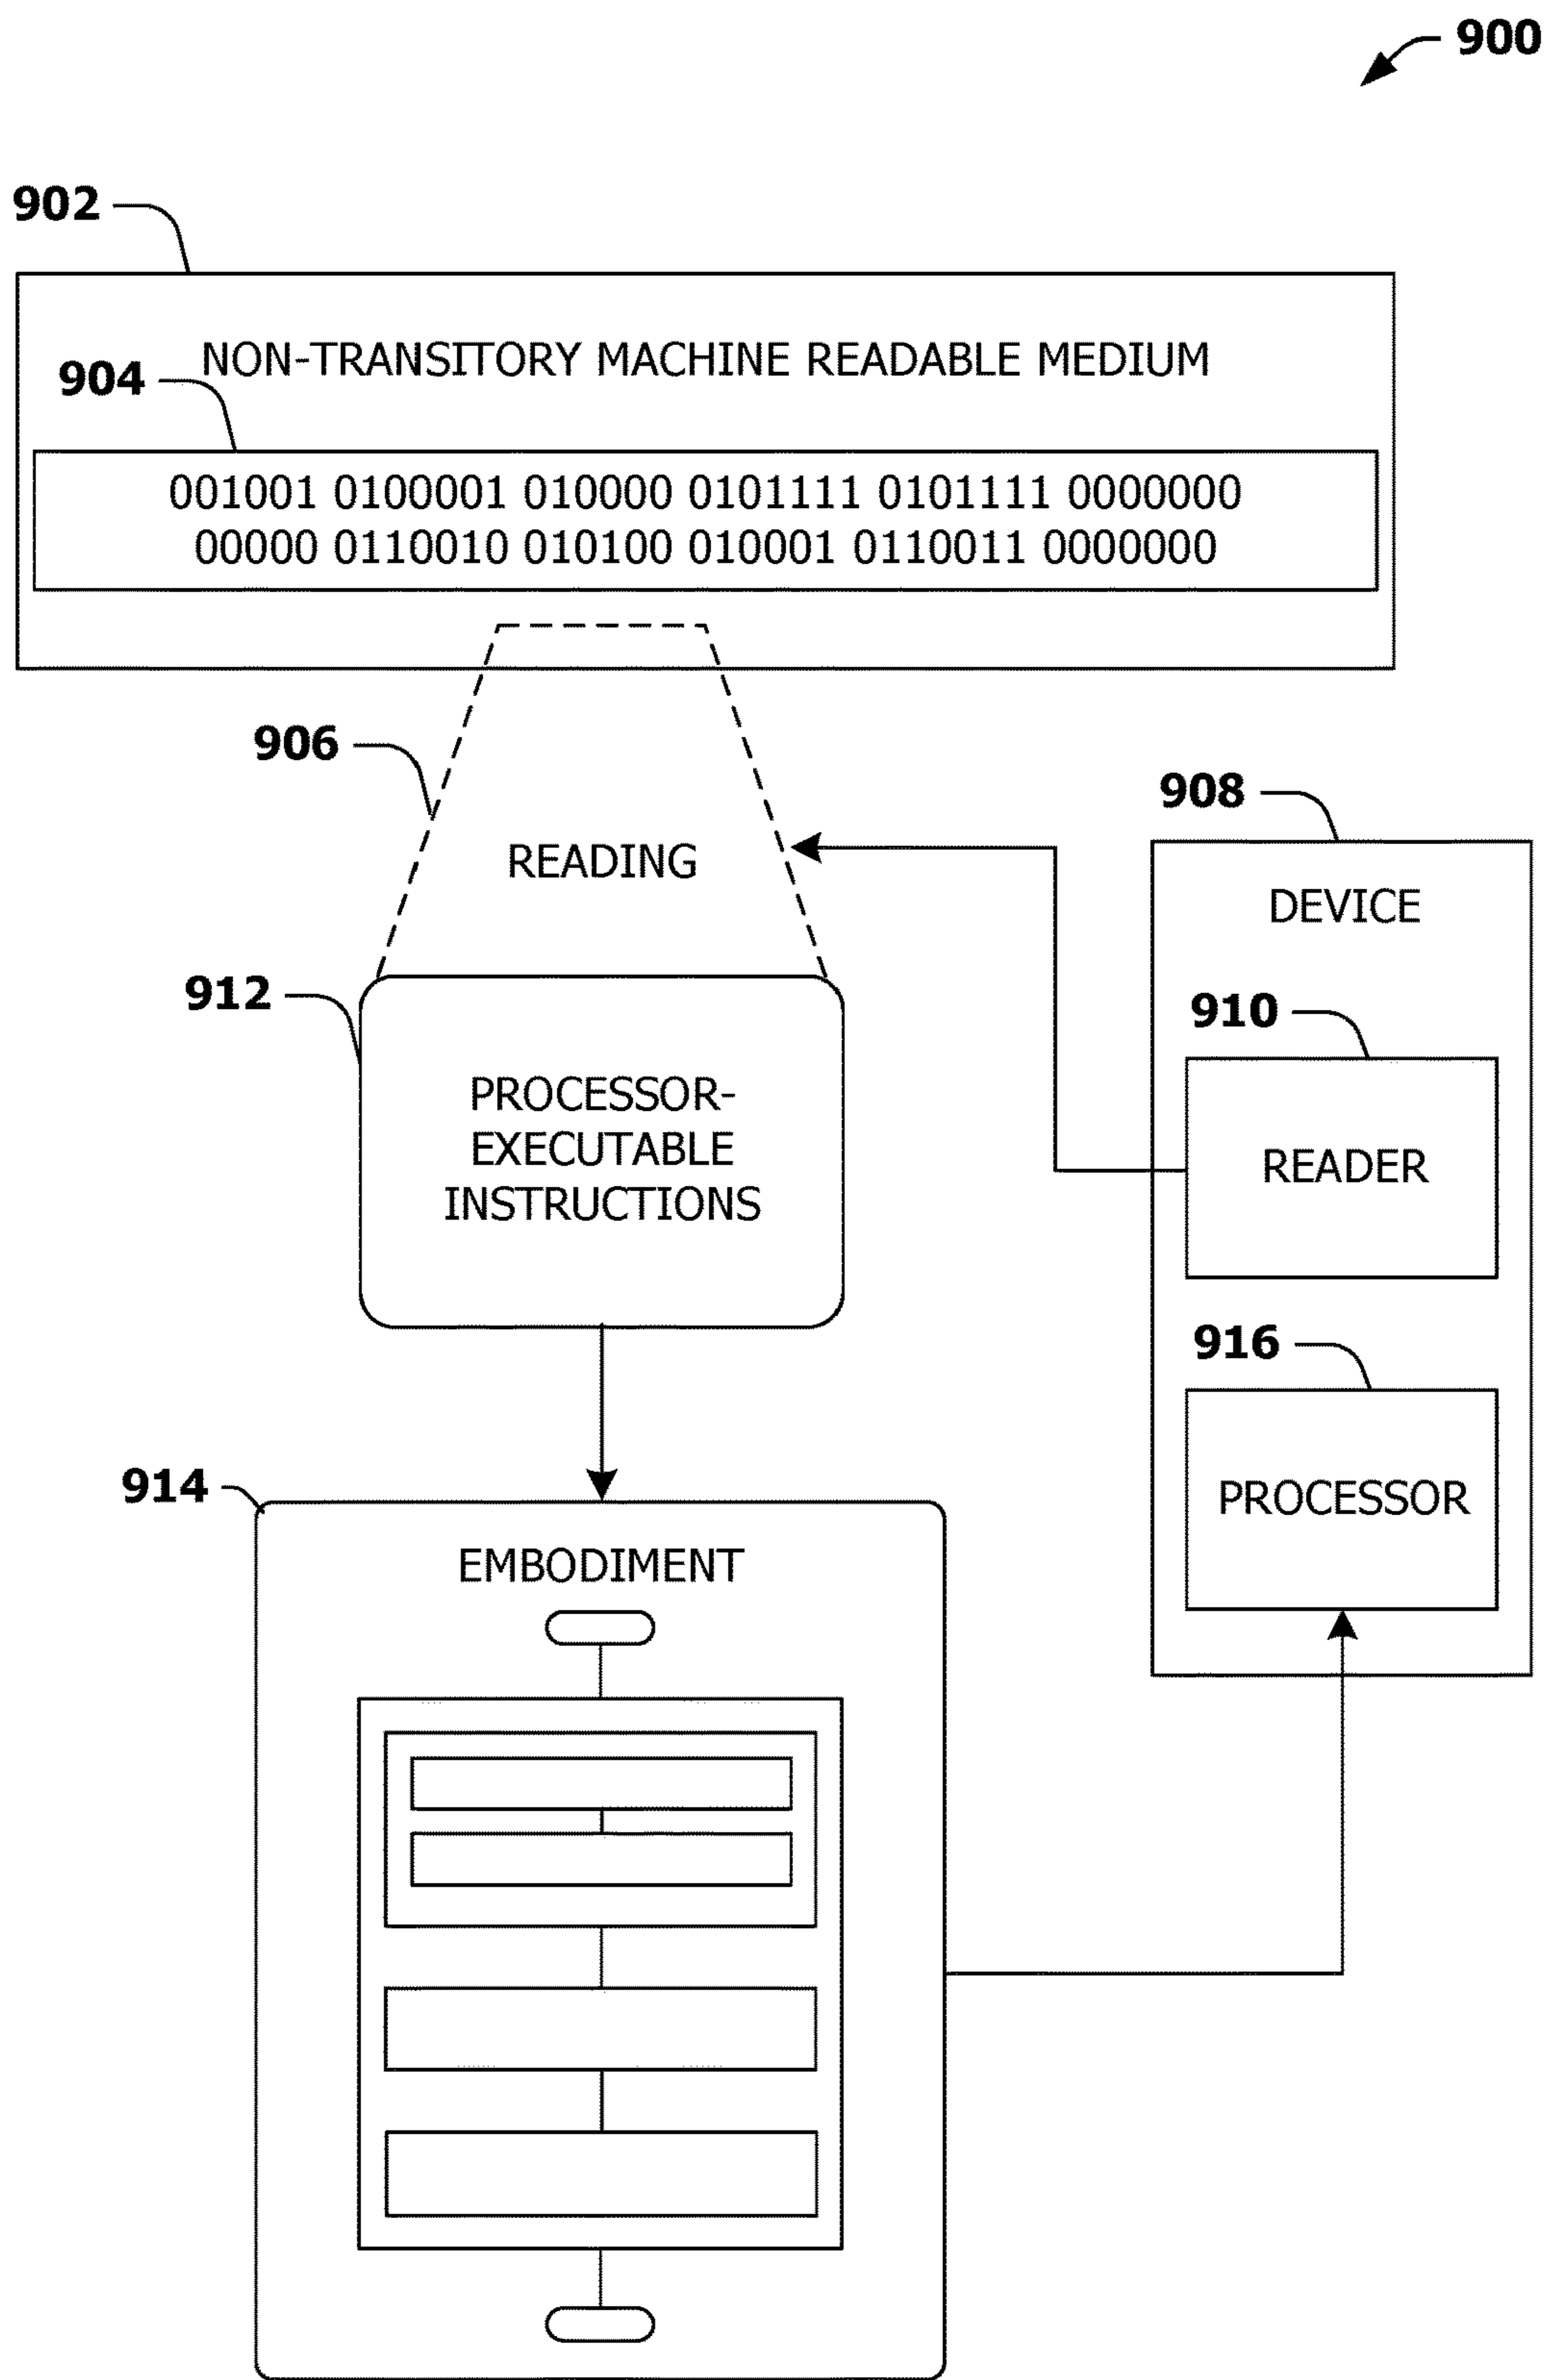 900
902
NON-TRANSITORY MACHINE READABLE MEDIUM
904
001001 0100001 010000 0101111 0101111 0000000
00000 0110010 010100 010001 0110011 0000000
906
READING
908
DEVICE
910
READER
912
PROCESSOR-
EXECUTABLE
INSTRUCTIONS
916
PROCESSOR
914
EMBODIMENT